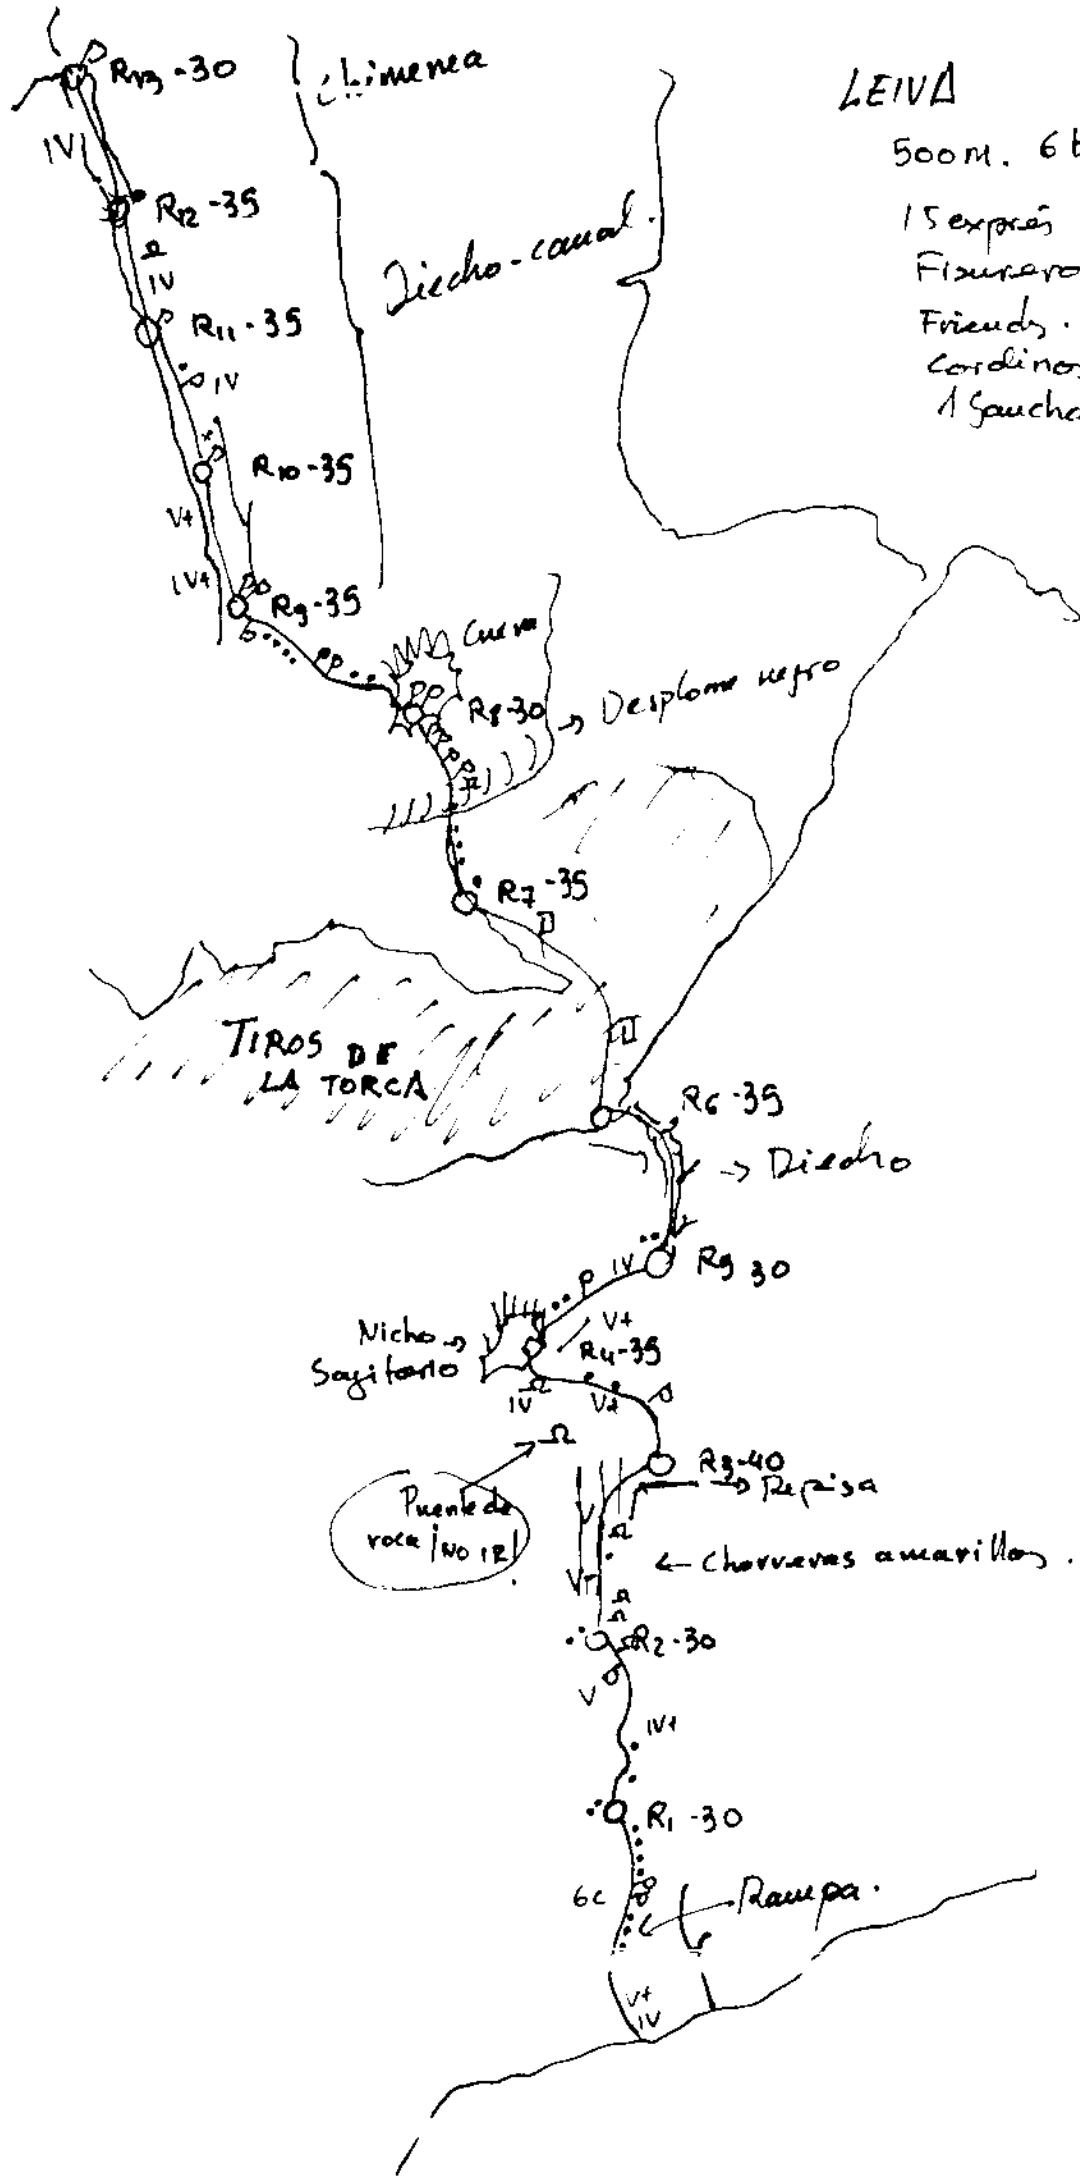 LEIVA
500 m. 6b
15 exprés
Fisurero
Friends.
Cordinos
1 Gancho
R13-30
Chimenea
IV
R12-35
IV
Diedro-canal.
R11-35
IV
R10-35
V+
IV+
R9-35
Cueva
R8-30
→ Desplome negro
R7-35
TIROS DE
LA TORCA
II
R6-35
→ Diedro
V
R5 30
IV
V+
Nicho →
Sagitario
R4-35
IV
V+
R3-40
→ Repisa
Puente de
roca ¡NO IR!
V
← Chorreras amarillas.
V+
R2-30
V
IV+
R1-30
6c
Rampa.
V+
IV